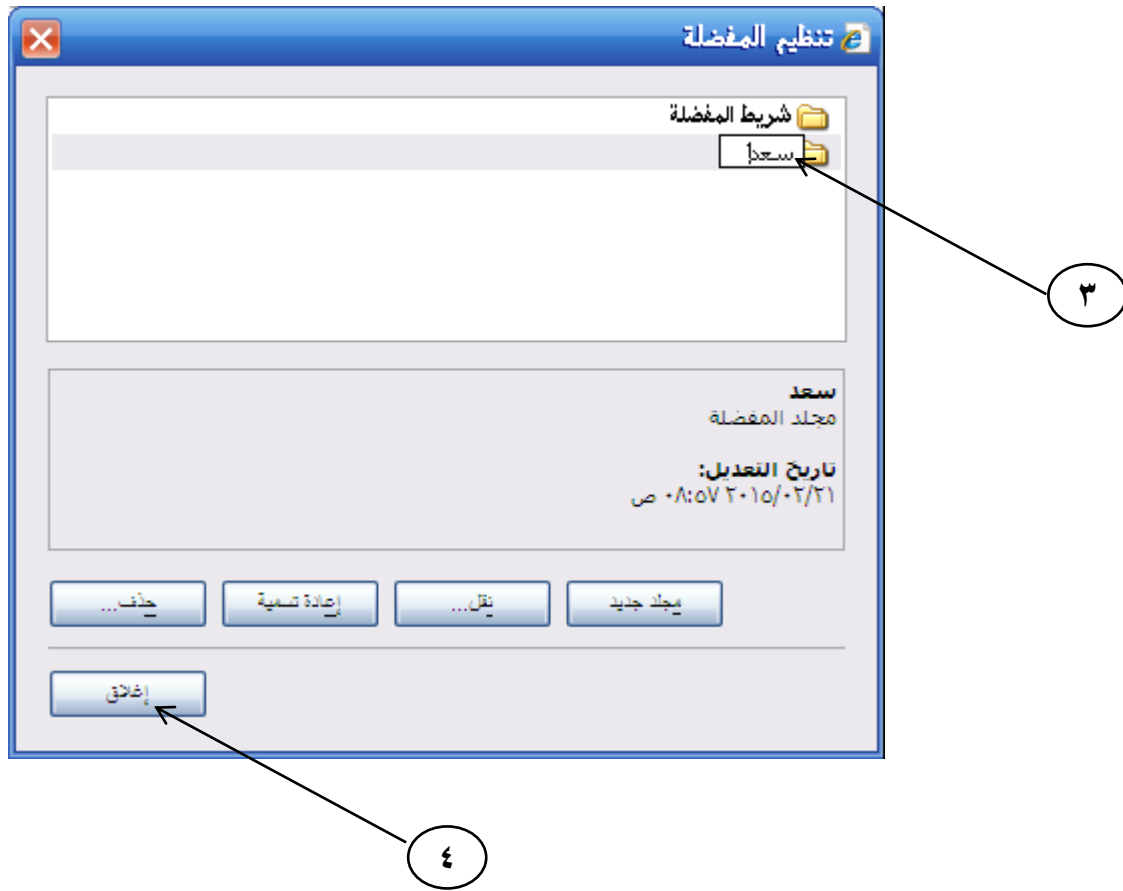 تنظيم المفضلة
شريط المفضلة
سعد1
٣
سعد
مجلد المفضلة
تاريخ التعديل:
٢٠١٥/٠٢/٢١ ٠٨:٥٧ ص
مجلد جديد
نقل...
إعادة تسمية
حذف...
إغلاق
٤